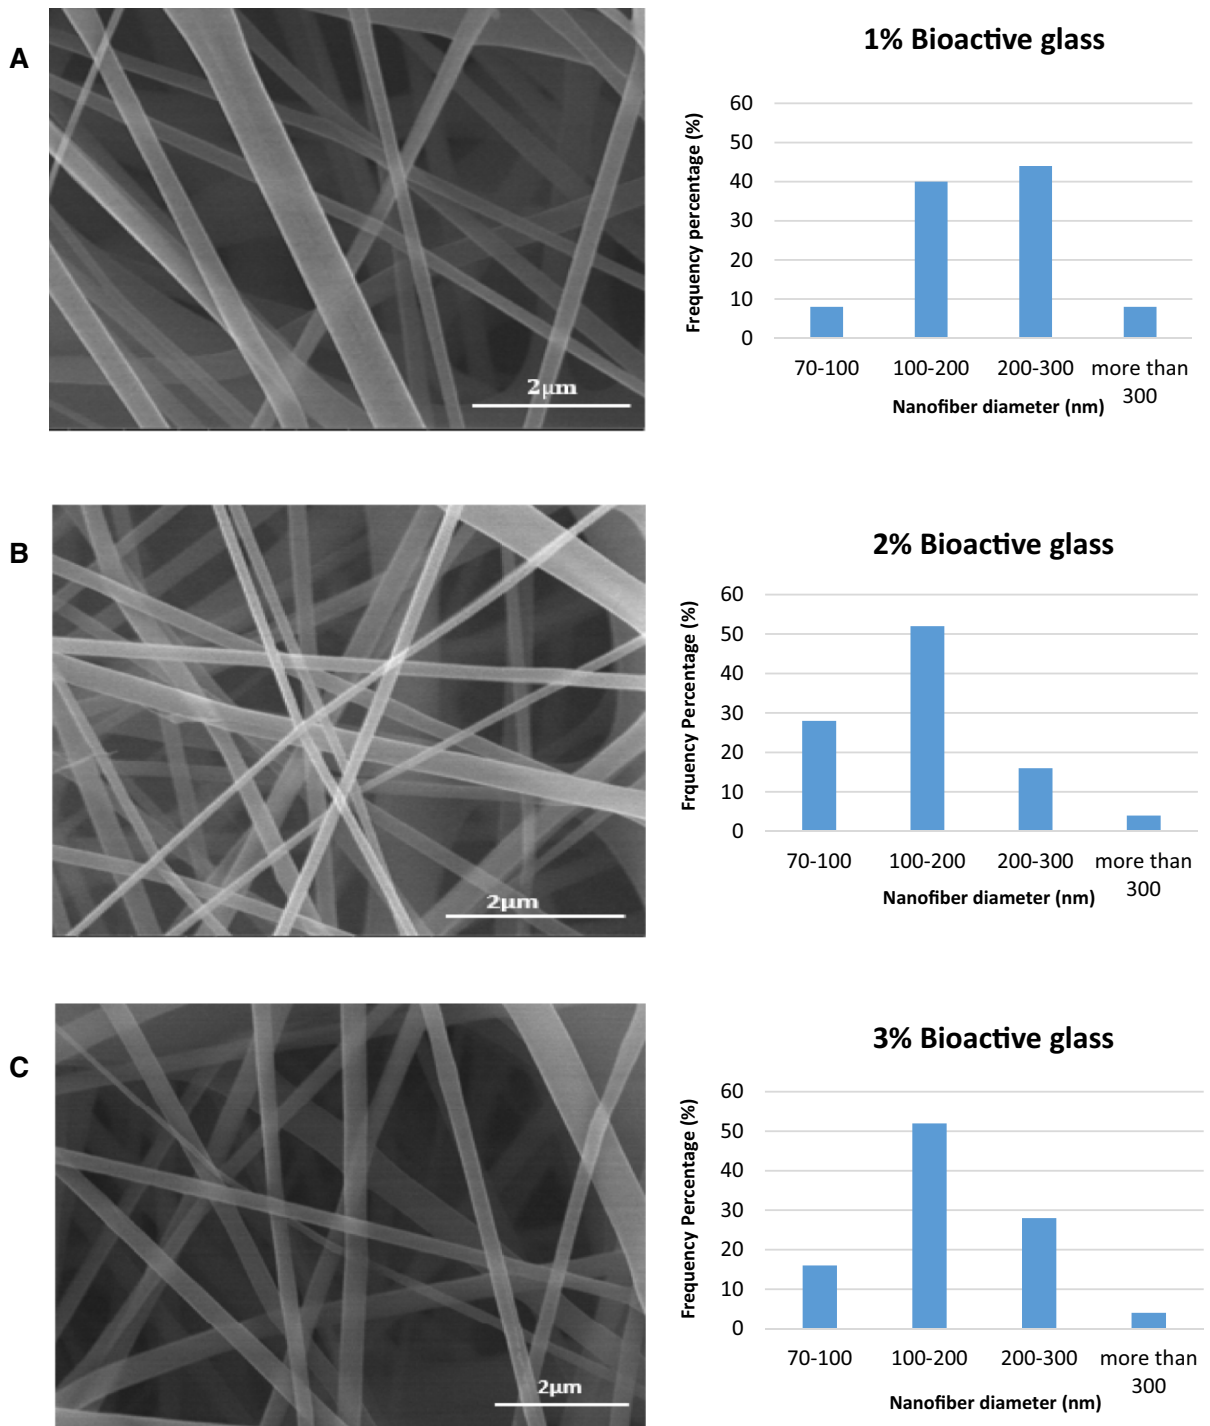 A
2µm
1% Bioactive glass
Frequency percentage (%)
60
50
40
30
20
10
0
70-100 100-200 200-300 more than
300
Nanofiber diameter (nm)
B
2µm
2% Bioactive glass
Frquency Percentage (%)
60
50
40
30
20
10
0
70-100 100-200 200-300 more than
300
Nanofiber diameter (nm)
C
2µm
3% Bioactive glass
Frequency Percentage (%)
60
50
40
30
20
10
0
70-100 100-200 200-300 more than
300
Nanofiber diameter (nm)